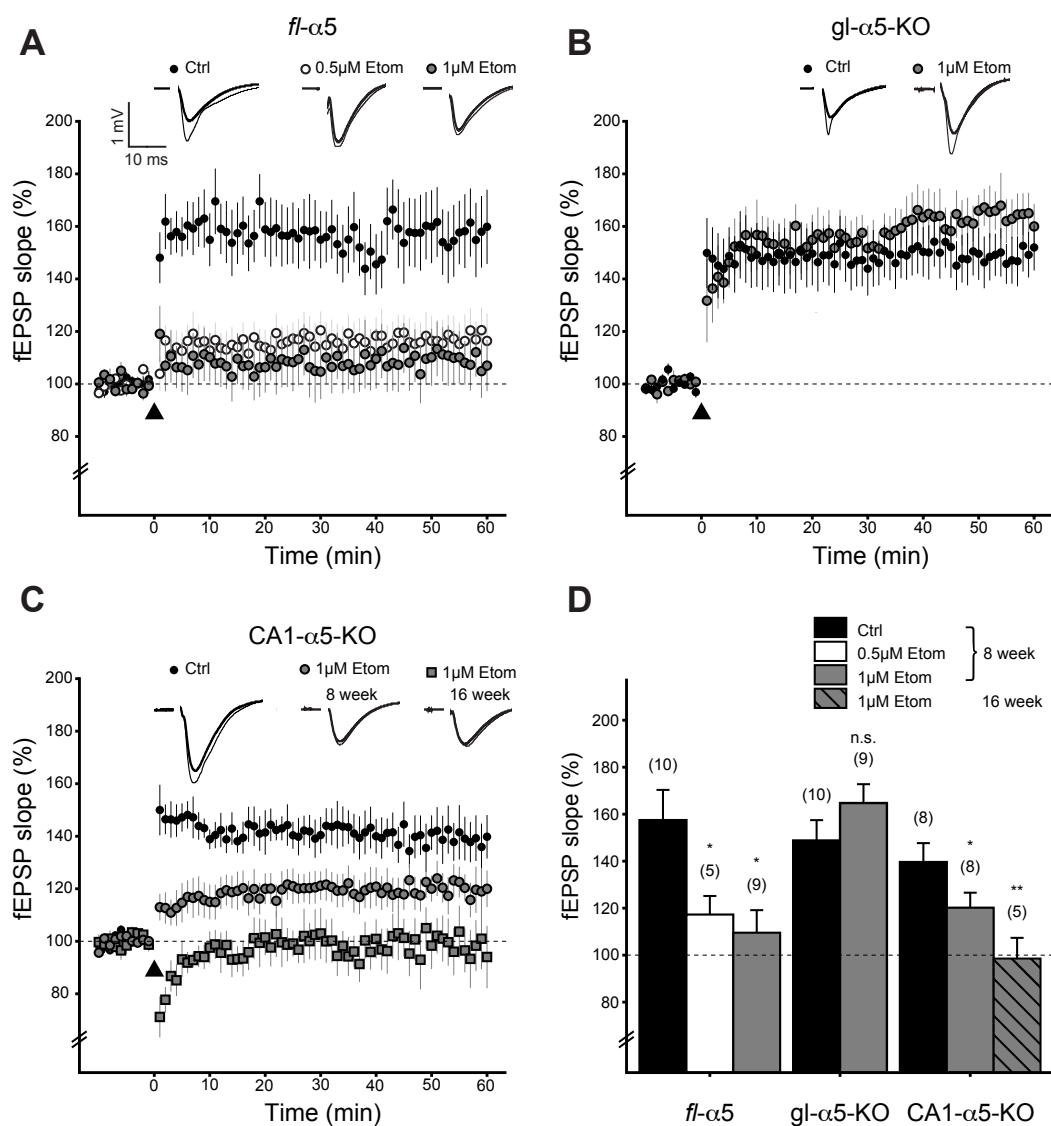 A
fl-α5
Ctrl
0.5μM Etom
1μM Etom
1 mV
10 ms
fEPSP slope (%)
200
180
160
140
120
100
80
0 10 20 30 40 50 60
Time (min)
B
gl-α5-KO
Ctrl
1μM Etom
fEPSP slope (%)
200
180
160
140
120
100
80
0 10 20 30 40 50 60
Time (min)
C
CA1-α5-KO
Ctrl
1μM Etom
8 week
1μM Etom
16 week
fEPSP slope (%)
200
180
160
140
120
100
80
0 10 20 30 40 50 60
Time (min)
D
Ctrl
0.5μM Etom
1μM Etom
8 week
1μM Etom
16 week
fEPSP slope (%)
200
180
160
140
120
100
80
(10)
*
(5)
*
(9)
(10)
n.s.
(9)
(8)
*
(8)
**
(5)
fl-α5 gl-α5-KO CA1-α5-KO